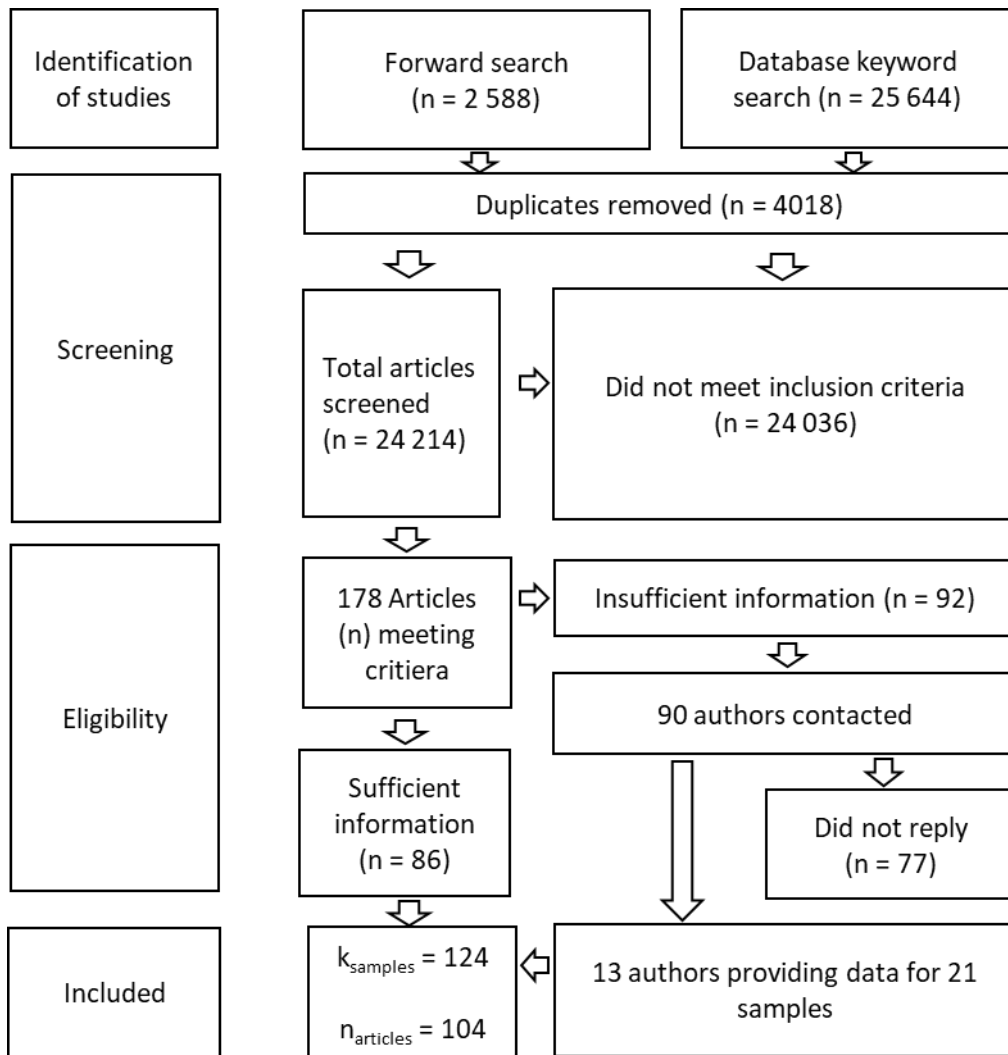 Identification
of studies
Forward search
(n = 2 588)
Database keyword
search (n = 25 644)
Screening
Duplicates removed (n = 4018)
Total articles
screened
(n = 24 214)
Did not meet inclusion criteria
(n = 24 036)
Eligibility
178 Articles
(n) meeting
critiera
Insufficient information (n = 92)
90 authors contacted
Sufficient
information
(n = 86)
Did not reply
(n = 77)
Included
ksamples = 124
narticles = 104
13 authors providing data for 21
samples